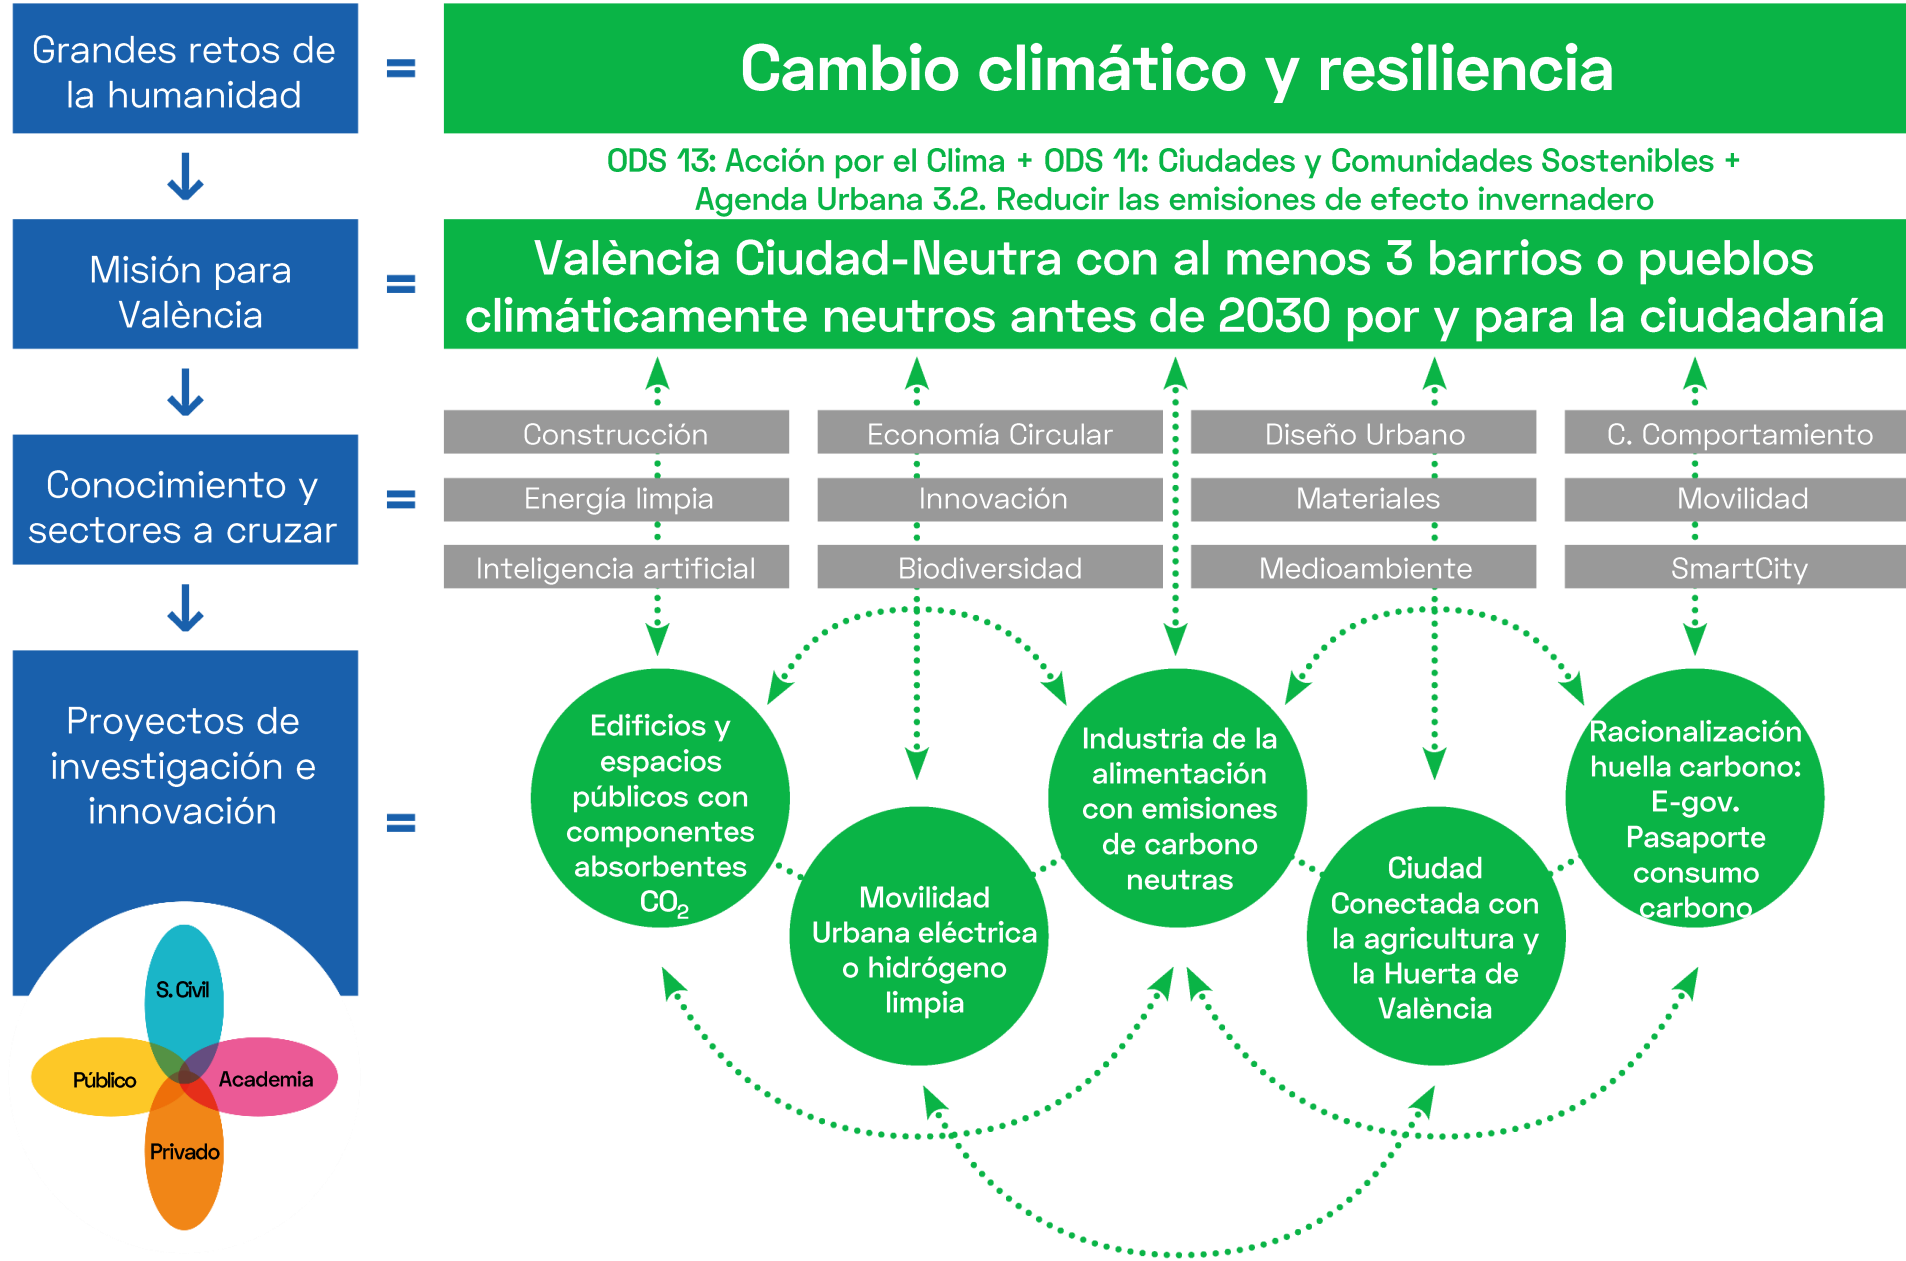 Grandes retos de
la humanidad
=
Cambio climático y resiliencia
ODS 13: Acción por el Clima + ODS 11: Ciudades y Comunidades Sostenibles +
Agenda Urbana 3.2. Reducir las emisiones de efecto invernadero
Misión para
València
=
València Ciudad-Neutra con al menos 3 barrios o pueblos
climáticamente neutros antes de 2030 por y para la ciudadanía
Conocimiento y
sectores a cruzar
=
Construcción
Economía Circular
Diseño Urbano
C. Comportamiento
Energía limpia
Innovación
Materiales
Movilidad
Inteligencia artificial
Biodiversidad
Medioambiente
SmartCity
Proyectos de
investigación e
innovación
=
Edificios y
espacios
públicos con
componentes
absorbentes
CO₂
Movilidad
Urbana eléctrica
o hidrógeno
limpia
Industria de la
alimentación
con emisiones
de carbono
neutras
Ciudad
Conectada con
la agricultura y
la Huerta de
València
Racionalización
huella carbono:
E-gov.
Pasaporte
consumo
carbono
S. Civil
Público
Academia
Privado